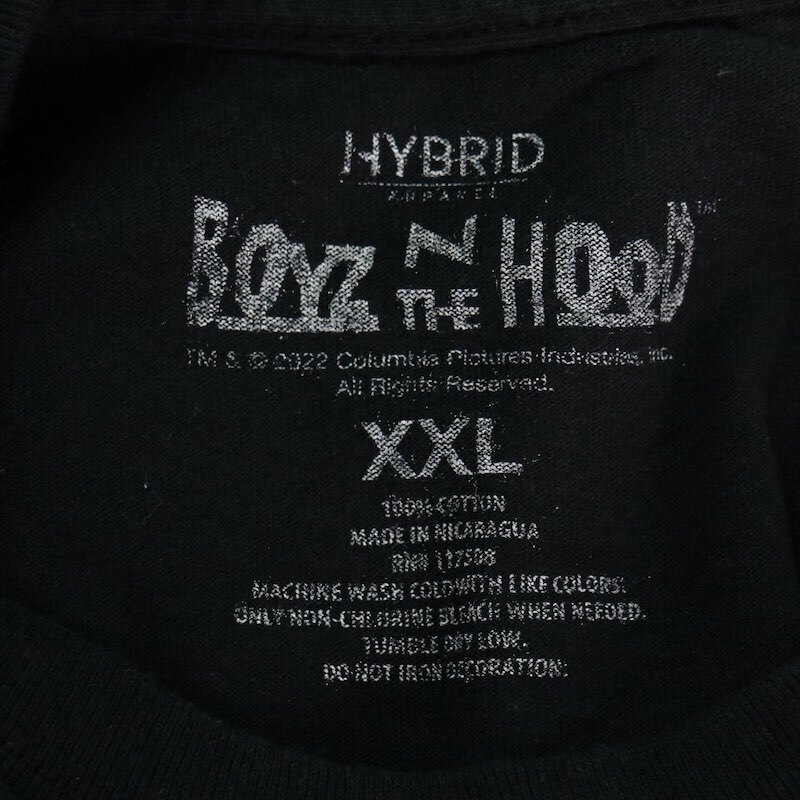 HYBRID
APPAREL
BOYZ N THE HOOD™
TM & © 2022 Columbia Pictures Industries, Inc.
All Rights Reserved.
XXL
100% COTTON
MADE IN NICARAGUA
RN# 117508
MACHINE WASH COLD WITH LIKE COLORS.
ONLY NON-CHLORINE BLEACH WHEN NEEDED.
TUMBLE DRY LOW.
DO NOT IRON DECORATION.